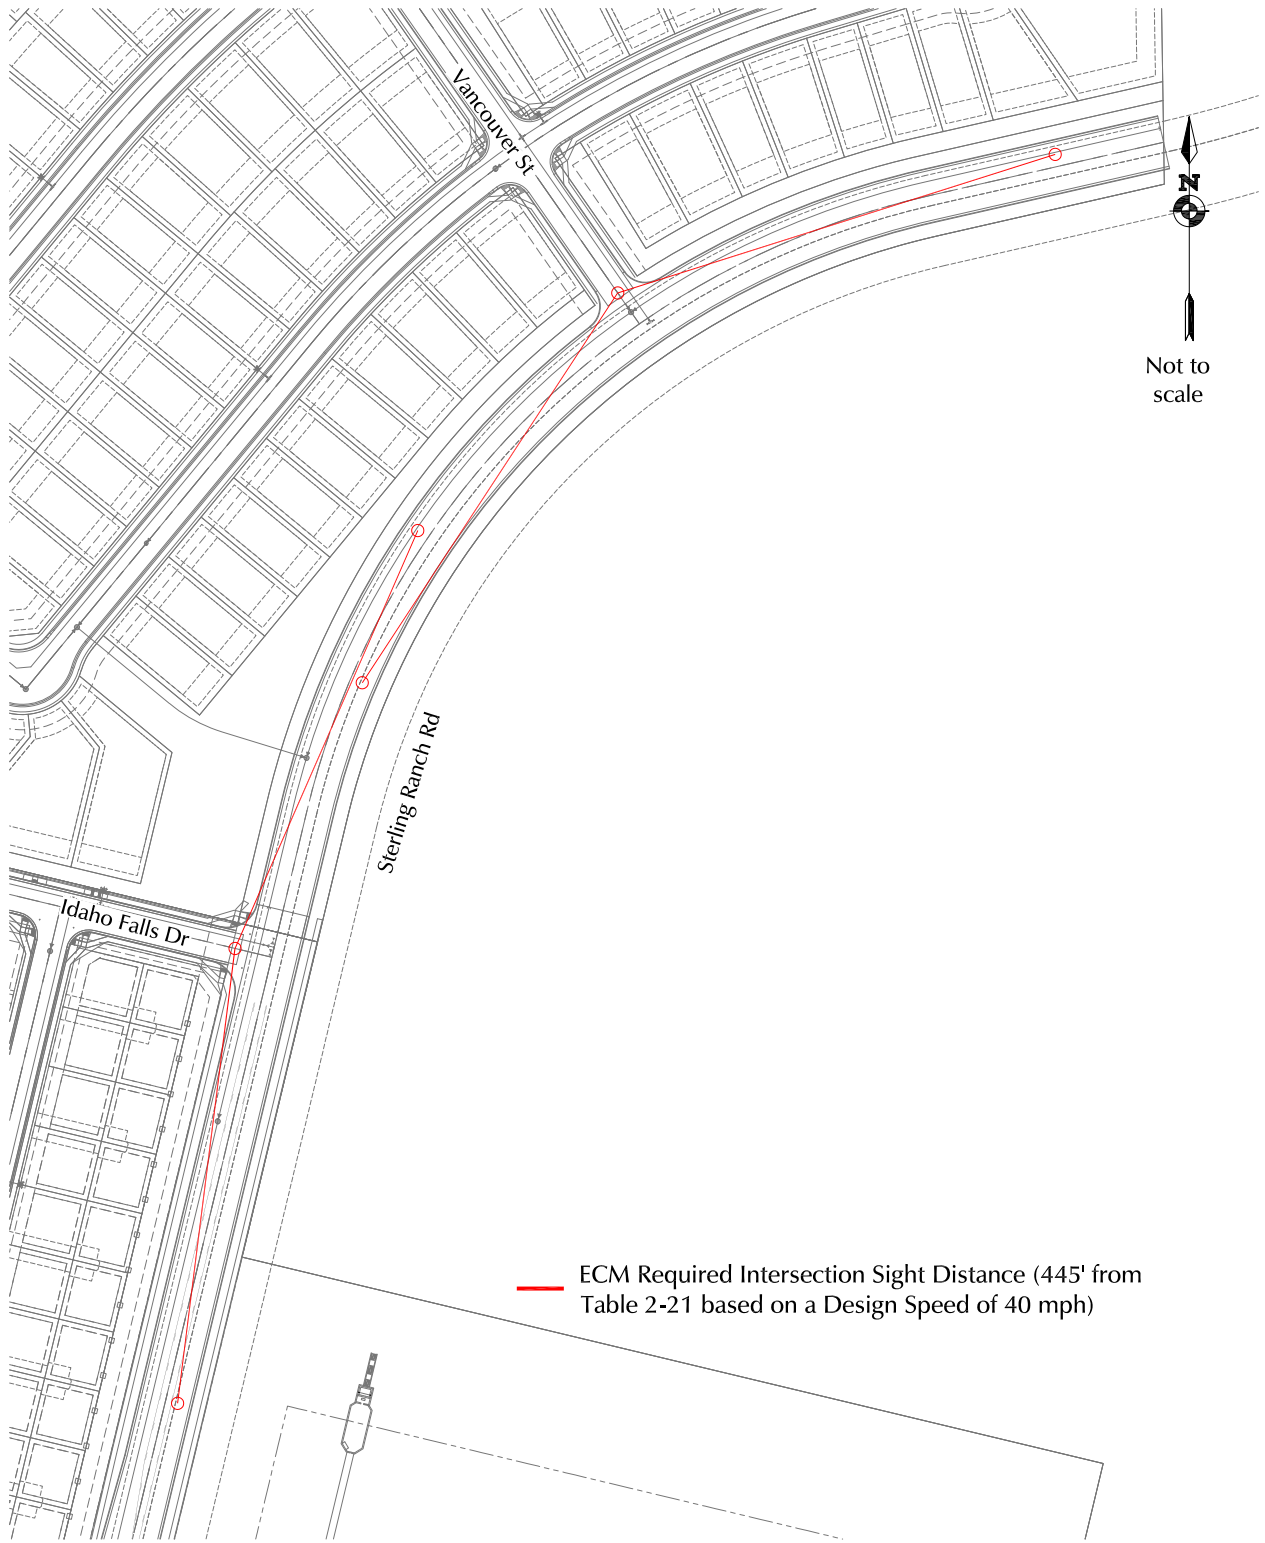 Vancouver St
N
Not to
scale
Sterling Ranch Rd
Idaho Falls Dr
ECM Required Intersection Sight Distance (445' from
Table 2-21 based on a Design Speed of 40 mph)